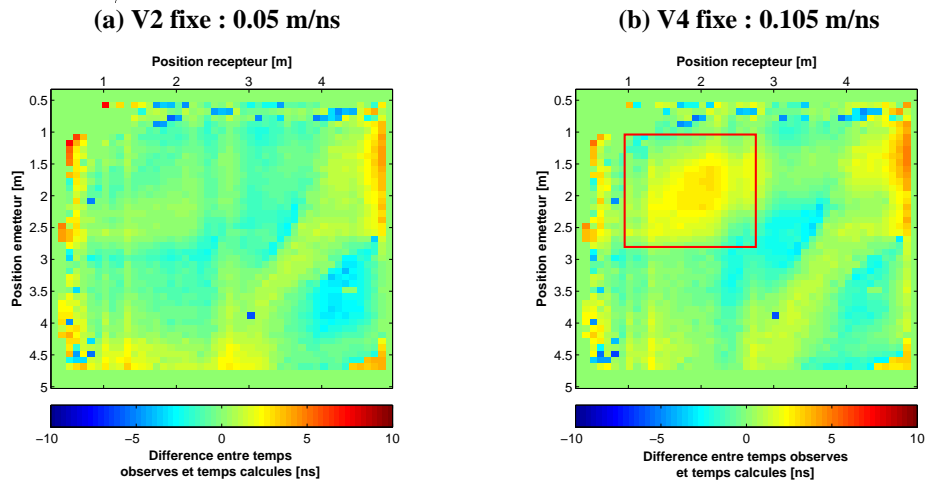 (a) V2 fixe : 0.05 m/ns
Position recepteur [m]
1 2 3 4
Position emetteur [m]
0.5
1
1.5
2
2.5
3
3.5
4
4.5
5
−10 −5 0 5 10
Difference entre temps
observes et temps calcules [ns]
(b) V4 fixe : 0.105 m/ns
Position recepteur [m]
1 2 3 4
Position emetteur [m]
0.5
1
1.5
2
2.5
3
3.5
4
4.5
5
−10 −5 0 5 10
Difference entre temps observes
et temps calcules [ns]